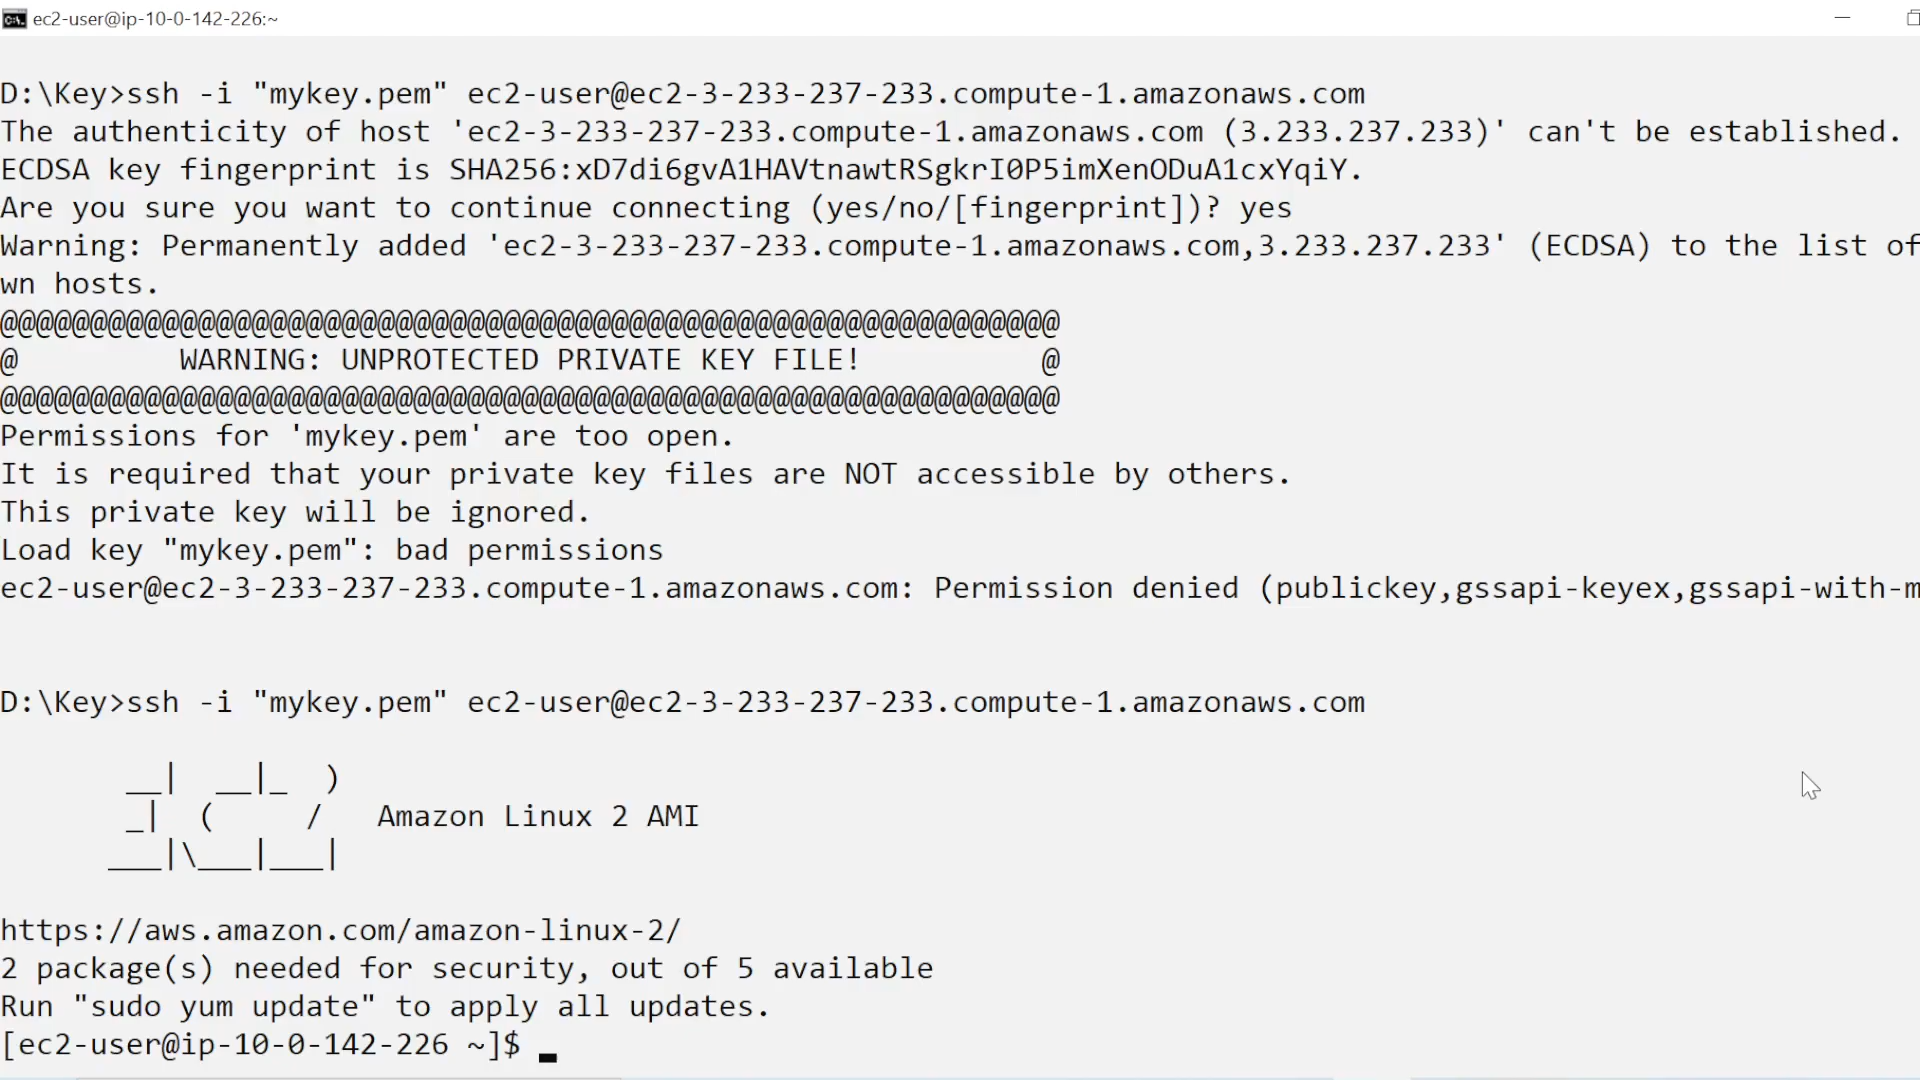 ec2-user@ip-10-0-142-226:~
D:\Key>ssh -i "mykey.pem" ec2-user@ec2-3-233-237-233.compute-1.amazonaws.com
The authenticity of host 'ec2-3-233-237-233.compute-1.amazonaws.com (3.233.237.233)' can't be established.
ECDSA key fingerprint is SHA256:xD7di6gvA1HAVtnawtRSgkrI0P5imXenODuA1cxYqiY.
Are you sure you want to continue connecting (yes/no/[fingerprint])? yes
Warning: Permanently added 'ec2-3-233-237-233.compute-1.amazonaws.com,3.233.237.233' (ECDSA) to the list of
wn hosts.
@@@@@@@@@@@@@@@@@@@@@@@@@@@@@@@@@@@@@@@@@@@@@@@@@@@@@@@@@@@
@         WARNING: UNPROTECTED PRIVATE KEY FILE!          @
@@@@@@@@@@@@@@@@@@@@@@@@@@@@@@@@@@@@@@@@@@@@@@@@@@@@@@@@@@@
Permissions for 'mykey.pem' are too open.
It is required that your private key files are NOT accessible by others.
This private key will be ignored.
Load key "mykey.pem": bad permissions
ec2-user@ec2-3-233-237-233.compute-1.amazonaws.com: Permission denied (publickey,gssapi-keyex,gssapi-with-m
D:\Key>ssh -i "mykey.pem" ec2-user@ec2-3-233-237-233.compute-1.amazonaws.com
       __|  __|_  )
       _|  (     /   Amazon Linux 2 AMI
      ___|\___|___|
https://aws.amazon.com/amazon-linux-2/
2 package(s) needed for security, out of 5 available
Run "sudo yum update" to apply all updates.
[ec2-user@ip-10-0-142-226 ~]$